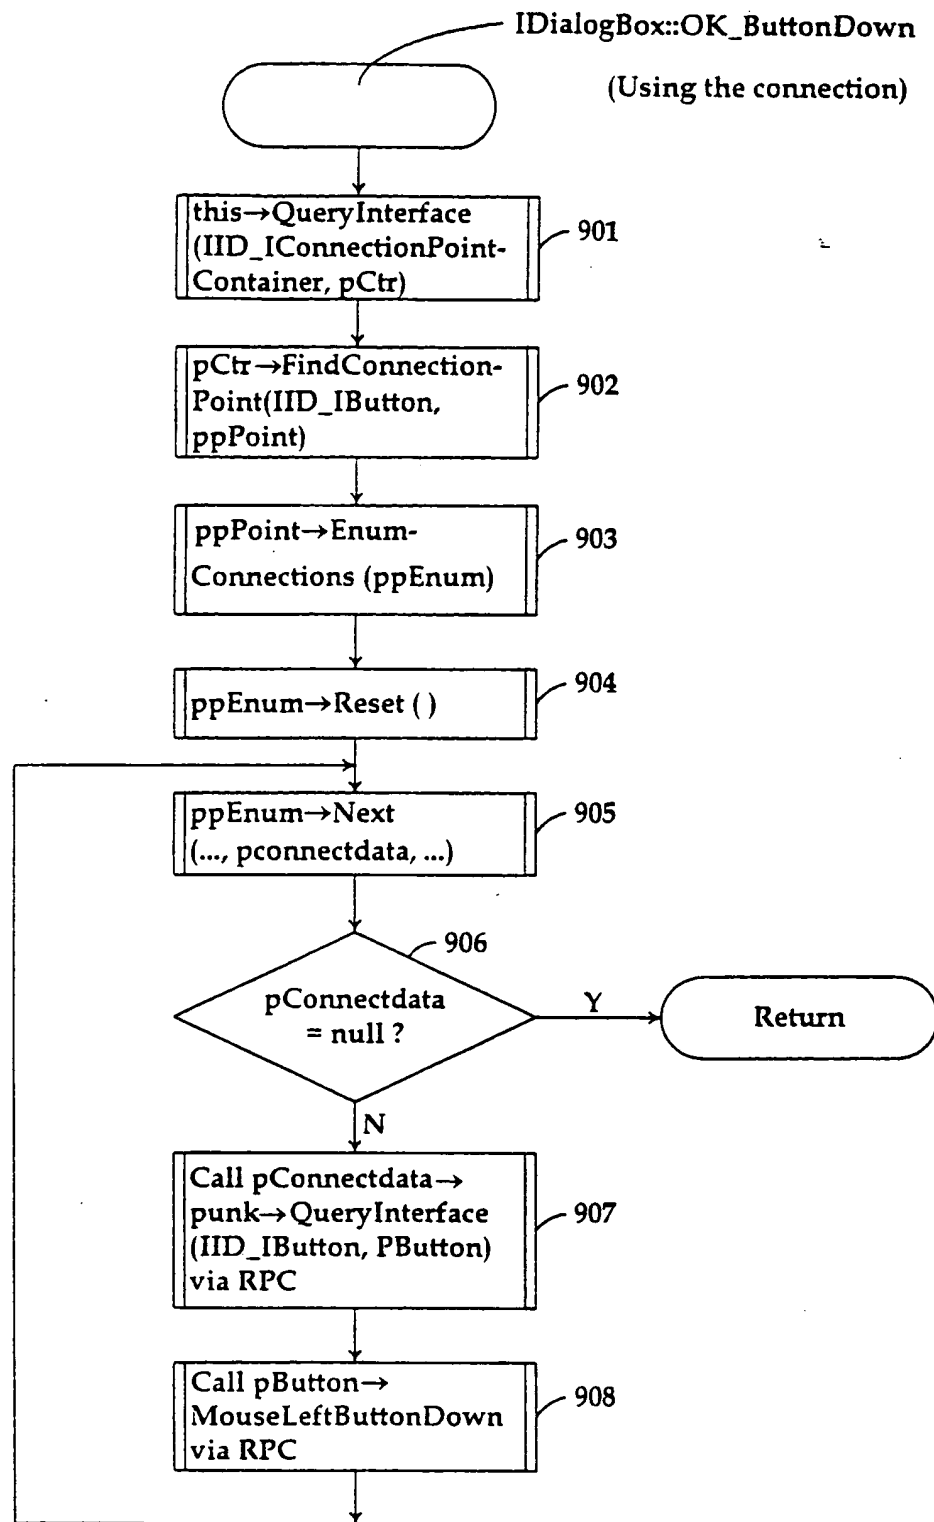 IDialogBox::OK_ButtonDown
(Using the connection)
this→QueryInterface
(IID_IConnectionPoint-
Container, pCtr)
901
pCtr→FindConnection-
Point(IID_IButton,
ppPoint)
902
ppPoint→Enum-
Connections (ppEnum)
903
ppEnum→Reset ( )
904
ppEnum→Next
(..., pconnectdata, ...)
905
906
pConnectdata
= null ?
Y
Return
N
Call pConnectdata→
punk→QueryInterface
(IID_IButton, PButton)
via RPC
907
Call pButton→
MouseLeftButtonDown
via RPC
908